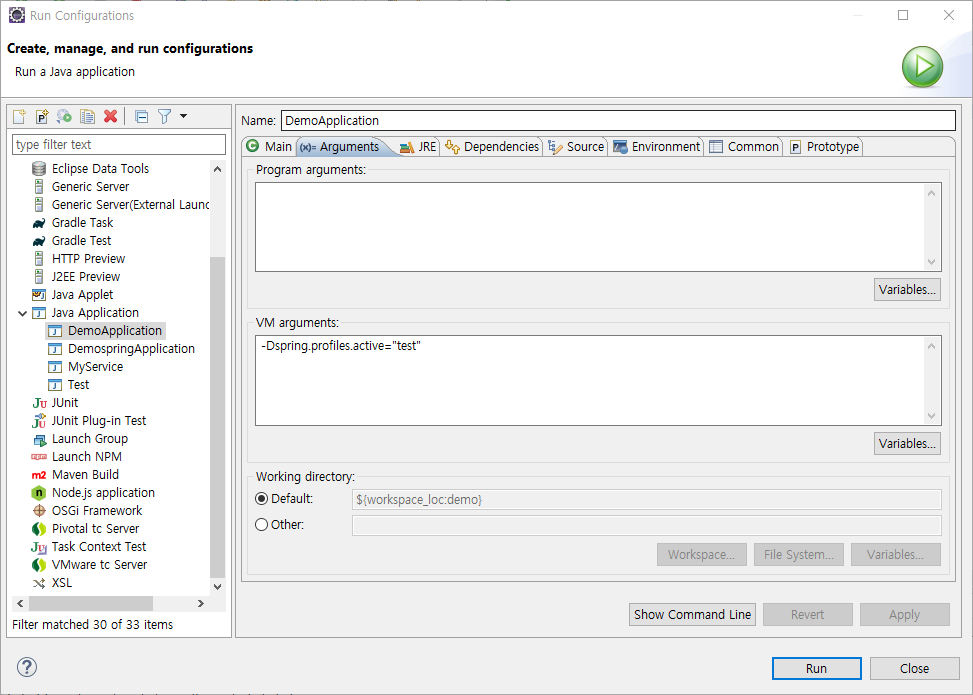 Run Configurations
Create, manage, and run configurations
Run a Java application
type filter text
Eclipse Data Tools
Generic Server
Generic Server(External Launc
Gradle Task
Gradle Test
HTTP Preview
J2EE Preview
Java Applet
Java Application
DemoApplication
DemospringApplication
MyService
Test
JUnit
JUnit Plug-in Test
Launch Group
Launch NPM
Maven Build
Node.js application
OSGi Framework
Pivotal tc Server
Task Context Test
VMware tc Server
XSL
Filter matched 30 of 33 items
Name: DemoApplication
Main (x)= Arguments JRE Dependencies Source Environment Common Prototype
Program arguments:
Variables...
VM arguments:
-Dspring.profiles.active="test"
Variables...
Working directory:
Default: ${workspace_loc:demo}
Other:
Workspace... File System... Variables...
Show Command Line Revert Apply
Run Close